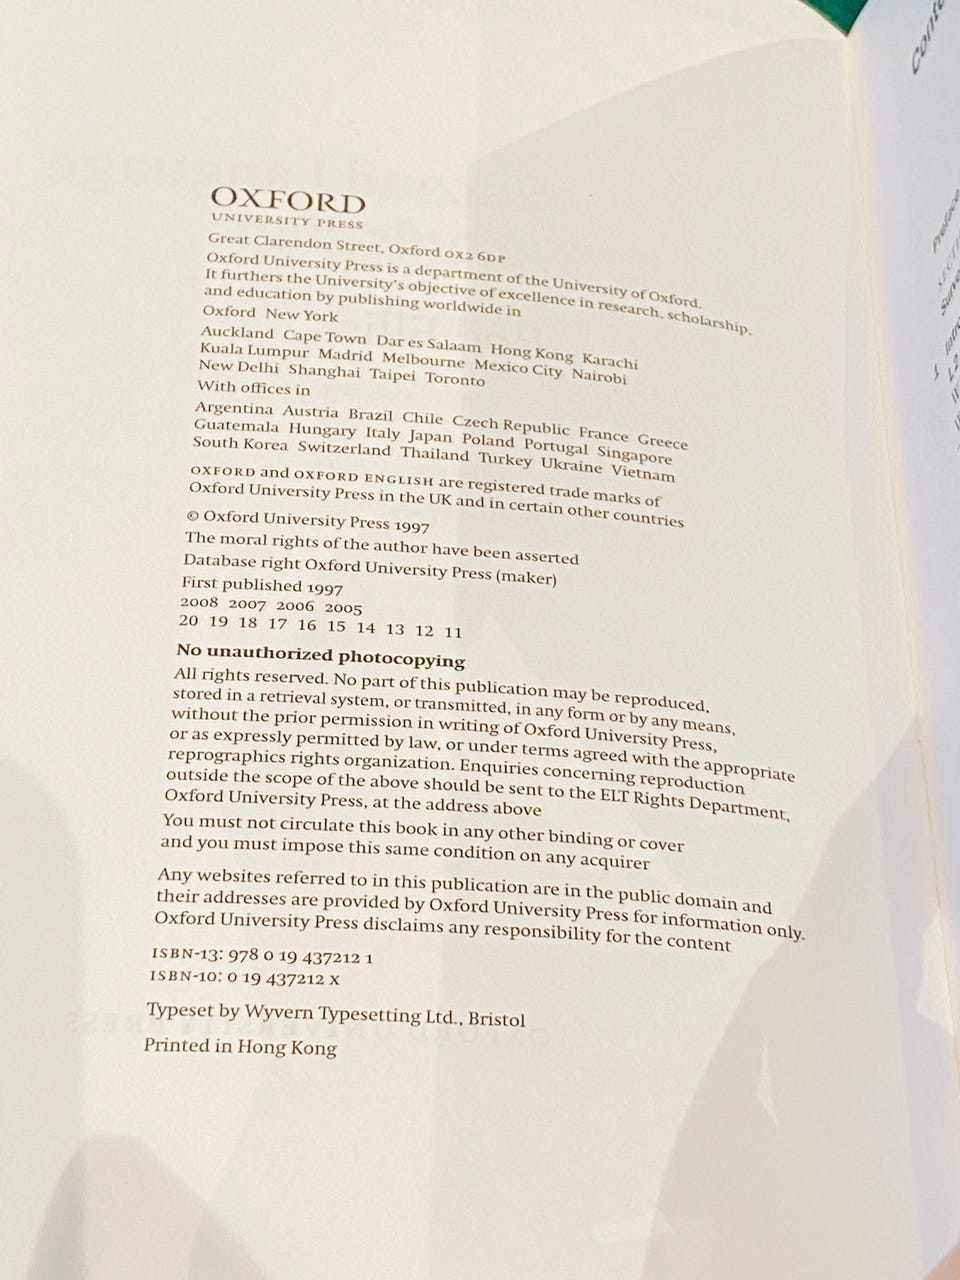 OXFORD
UNIVERSITY PRESS
Great Clarendon Street, Oxford OX2 6DP
Oxford University Press is a department of the University of Oxford.
It furthers the University's objective of excellence in research, scholarship,
and education by publishing worldwide in
Oxford New York
Auckland Cape Town Dar es Salaam Hong Kong Karachi
Kuala Lumpur Madrid Melbourne Mexico City Nairobi
New Delhi Shanghai Taipei Toronto
With offices in
Argentina Austria Brazil Chile Czech Republic France Greece
Guatemala Hungary Italy Japan Poland Portugal Singapore
South Korea Switzerland Thailand Turkey Ukraine Vietnam
OXFORD and OXFORD ENGLISH are registered trade marks of
Oxford University Press in the UK and in certain other countries
© Oxford University Press 1997
The moral rights of the author have been asserted
Database right Oxford University Press (maker)
First published 1997
2008 2007 2006 2005
20 19 18 17 16 15 14 13 12 11
No unauthorized photocopying
All rights reserved. No part of this publication may be reproduced,
stored in a retrieval system, or transmitted, in any form or by any means,
without the prior permission in writing of Oxford University Press,
or as expressly permitted by law, or under terms agreed with the appropriate
reprographics rights organization. Enquiries concerning reproduction
outside the scope of the above should be sent to the ELT Rights Department,
Oxford University Press, at the address above
You must not circulate this book in any other binding or cover
and you must impose this same condition on any acquirer
Any websites referred to in this publication are in the public domain and
their addresses are provided by Oxford University Press for information only.
Oxford University Press disclaims any responsibility for the content
ISBN-13: 978 0 19 437212 1
ISBN-10: 0 19 437212 X
Typeset by Wyvern Typesetting Ltd., Bristol
Printed in Hong Kong
Preface